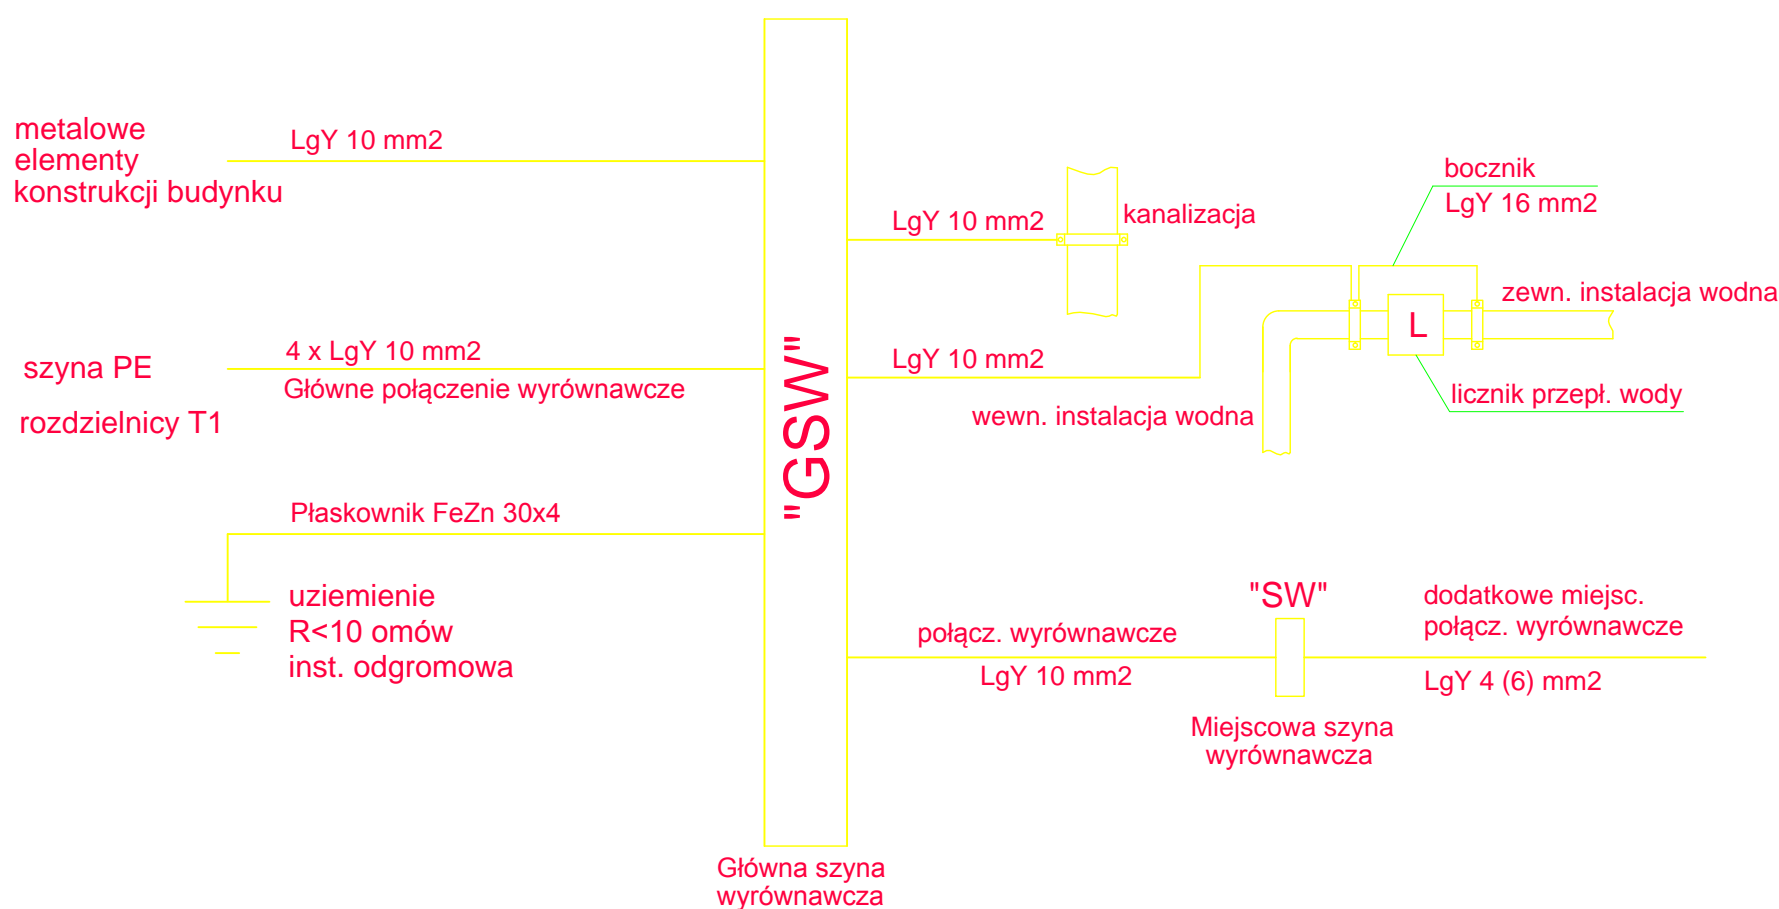 metalowe
elementy
konstrukcji budynku
LgY 10 mm2
szyna PE
rozdzielnicy T1
4 x LgY 10 mm2
Główne połączenie wyrównawcze
Płaskownik FeZn 30x4
uziemienie
R<10 omów
inst. odgromowa
"GSW"
Główna szyna
wyrównawcza
LgY 10 mm2
kanalizacja
bocznik
LgY 16 mm2
zewn. instalacja wodna
L
LgY 10 mm2
licznik przepł. wody
wewn. instalacja wodna
połącz. wyrównawcze
LgY 10 mm2
"SW"
Miejscowa szyna
wyrównawcza
dodatkowe miejsc.
połącz. wyrównawcze
LgY 4 (6) mm2